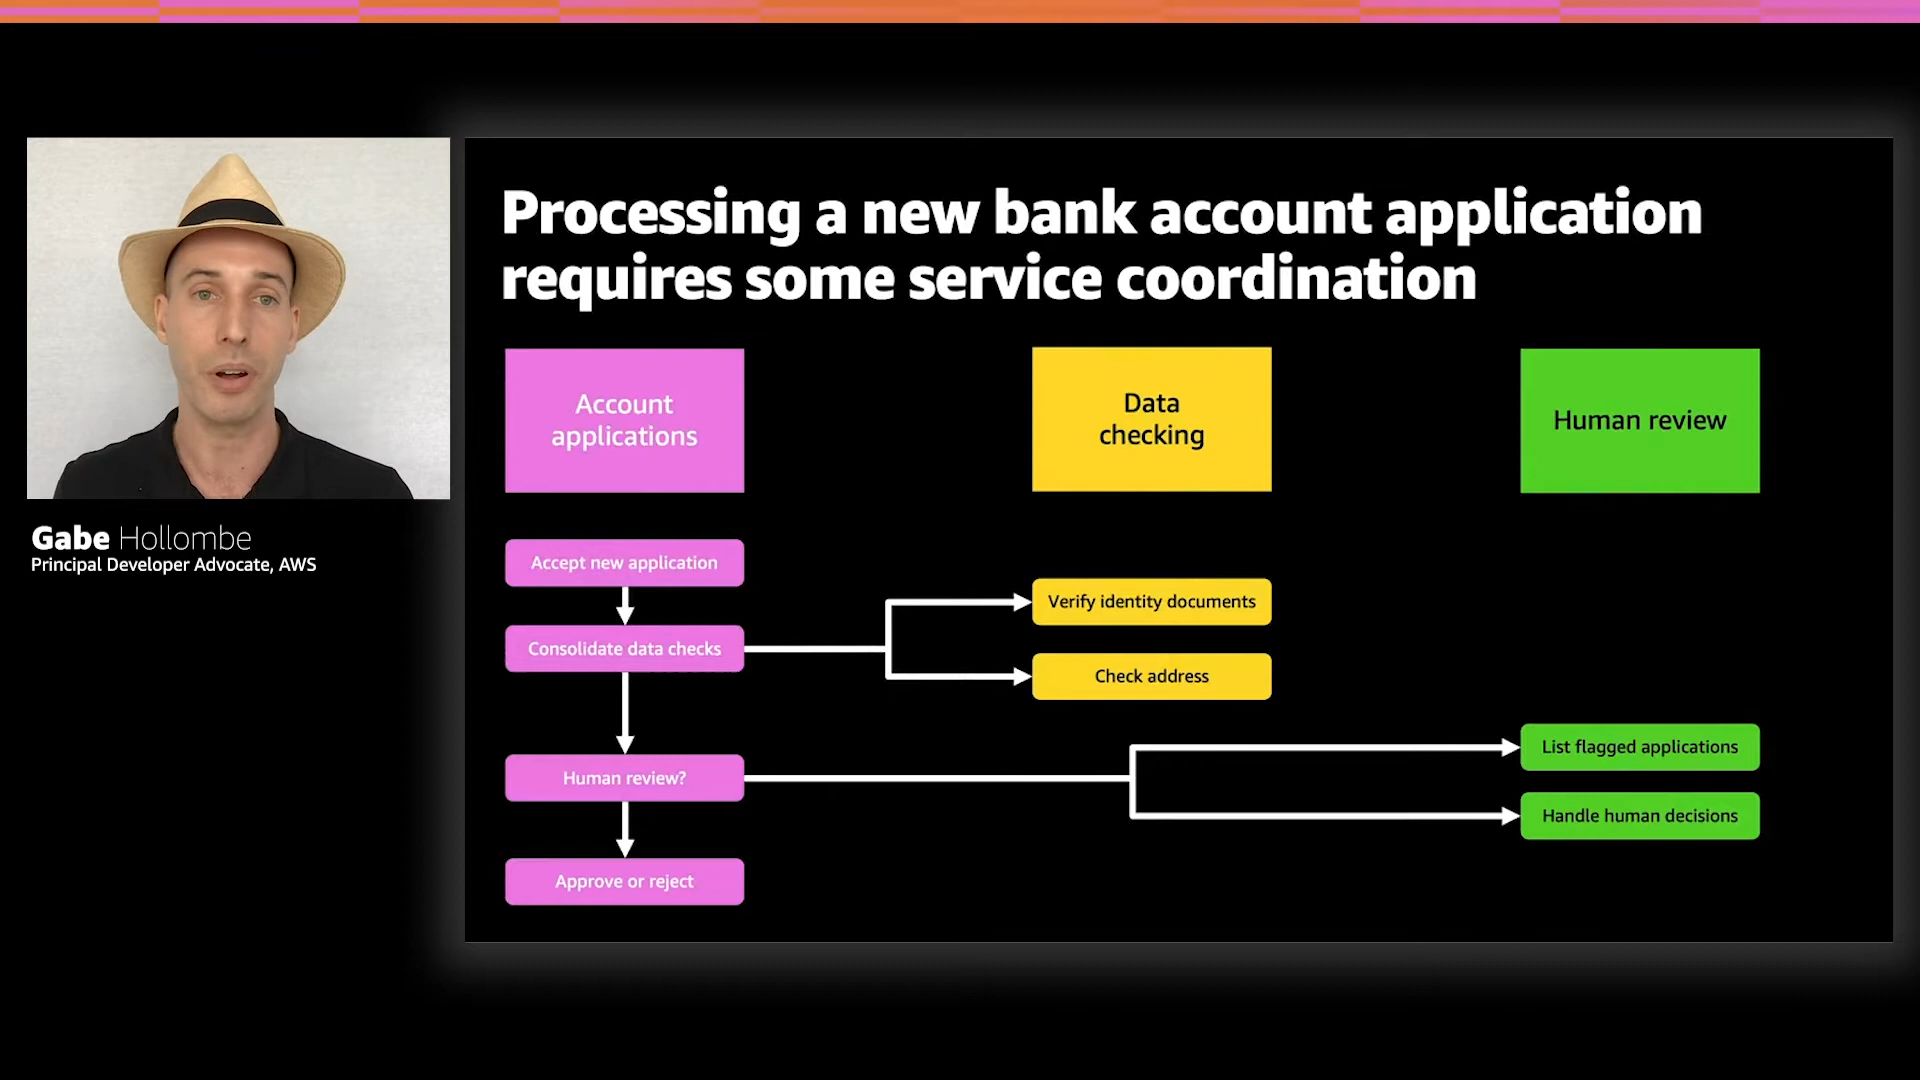 Processing a new bank account application
requires some service coordination
Account
applications
Data
checking
Human review
Gabe Hollombe
Principal Developer Advocate, AWS
Accept new application
Consolidate data checks
Verify identity documents
Check address
Human review?
List flagged applications
Handle human decisions
Approve or reject